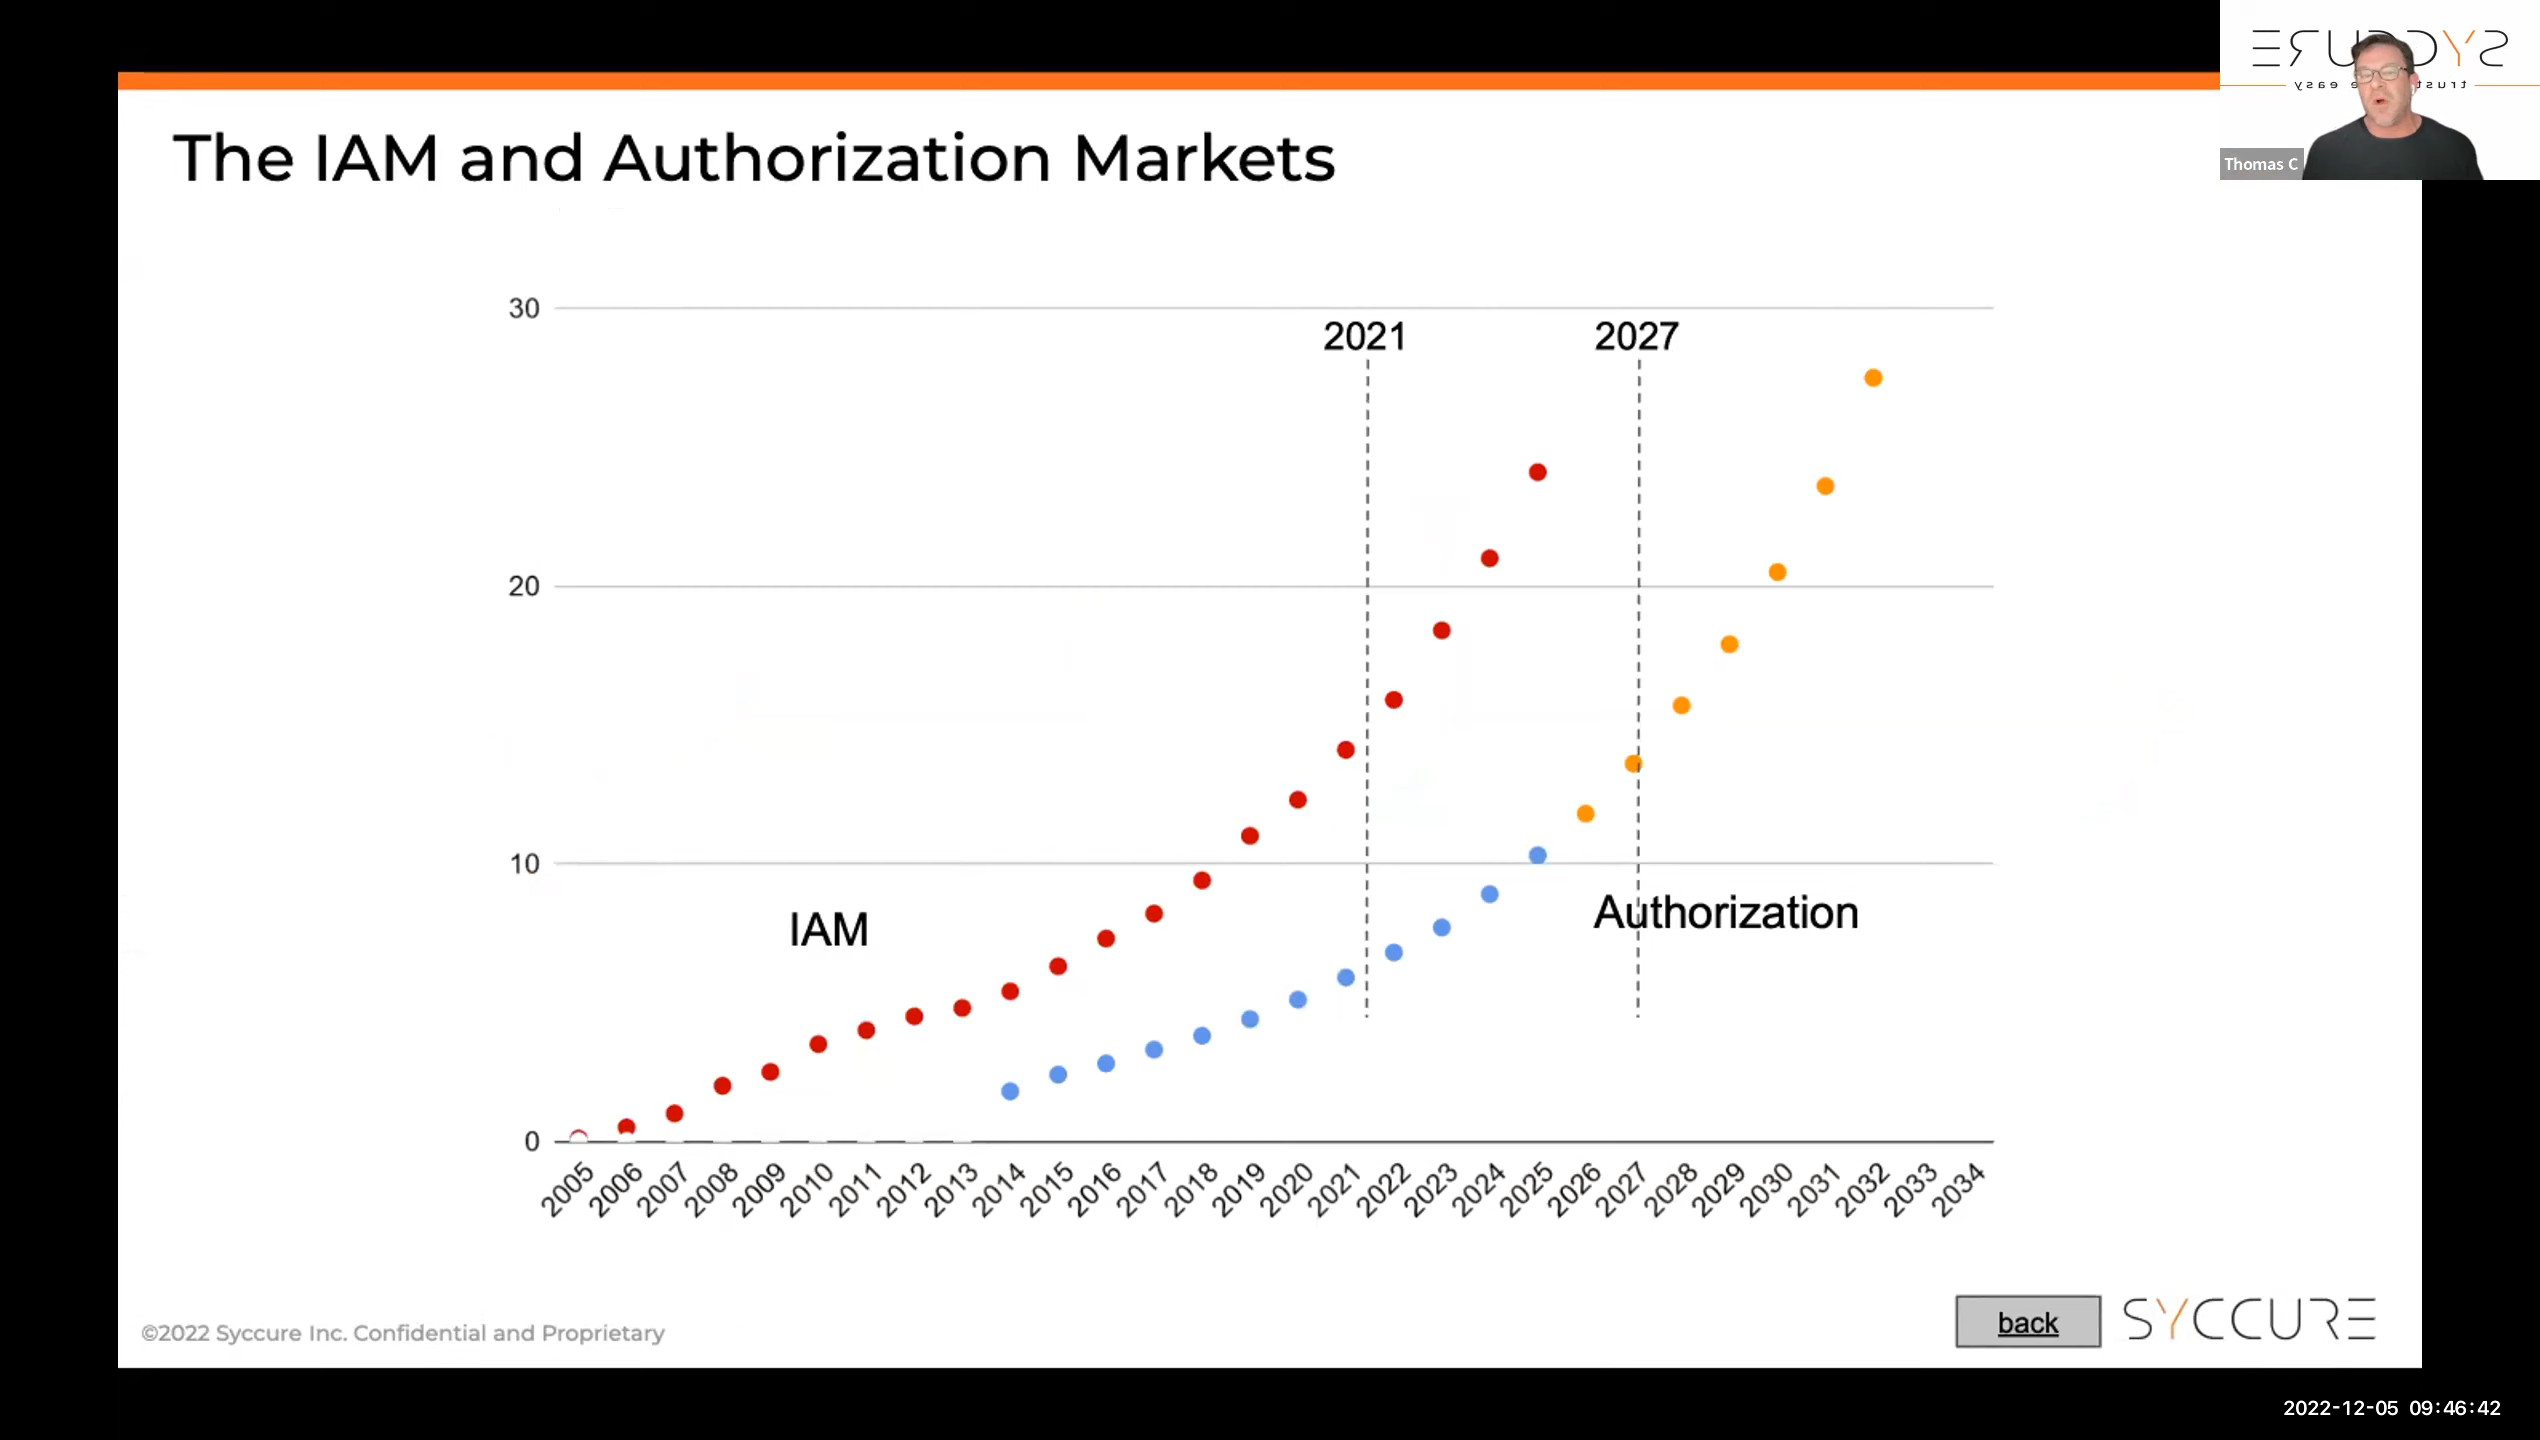 SYCCURE
trust
e easy
Thomas C
The IAM and Authorization Markets
30
2021
2027
20
10
IAM
Authorization
0
2005 2006 2007 2008 2009 2010 2011 2012 2013 2014 2015 2016 2017 2018 2019 2020 2021 2022 2023 2024 2025 2026 2027 2028 2029 2030 2031 2032 2033 2034
©2022 Syccure Inc. Confidential and Proprietary
back
SYCCURE
2022-12-05 09:46:42